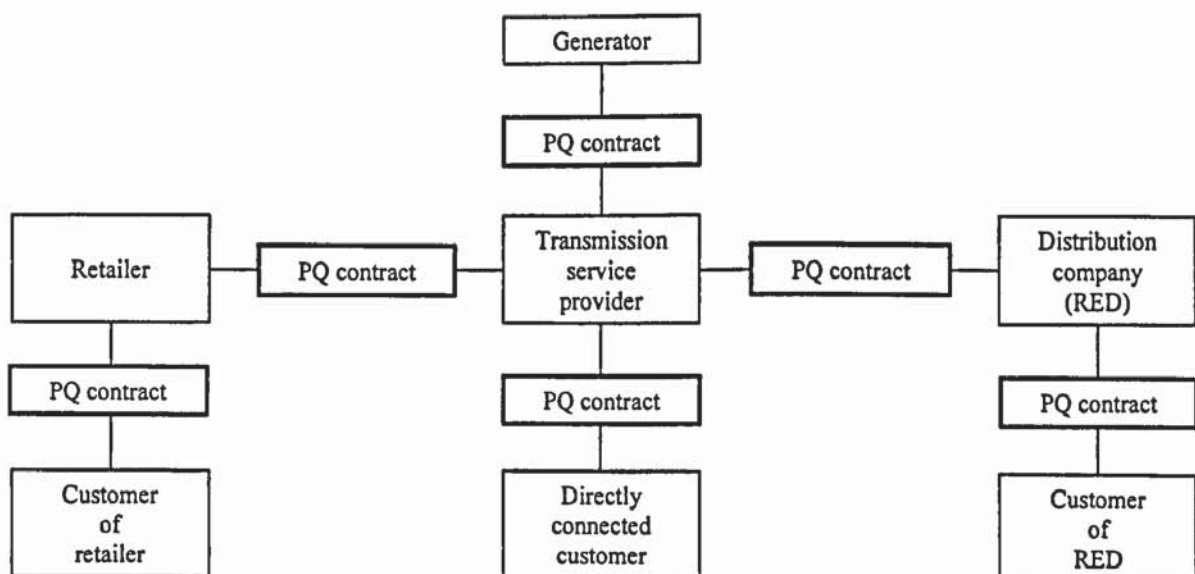 Generator
PQ contract
Retailer
PQ contract
Transmission
service
provider
PQ contract
Distribution
company
(RED)
PQ contract
PQ contract
PQ contract
Customer
of
retailer
Directly
connected
customer
Customer
of
RED